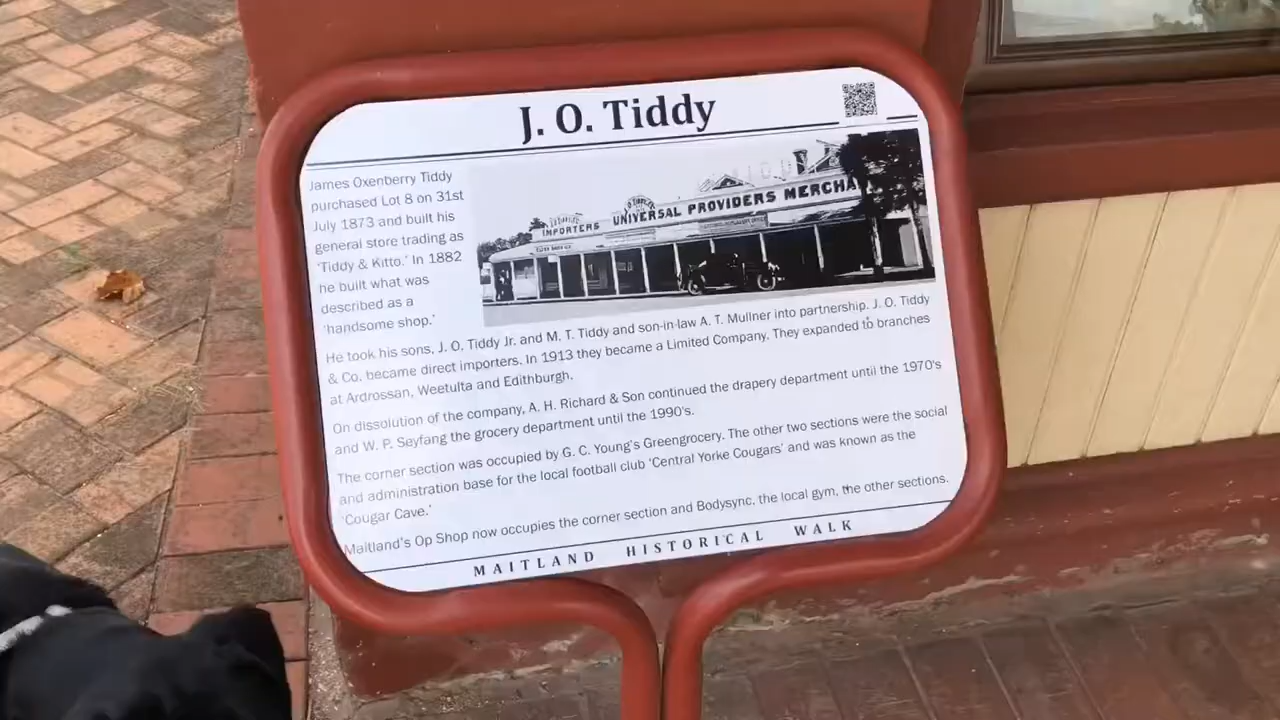 J. O. Tiddy
James Oxenberry Tiddy
purchased Lot 8 on 31st
July 1873 and built his
general store trading as
‘Tiddy & Kitto.’ In 1882
he built what was
described as a
‘handsome shop.’
IMPORTERS
UNIVERSAL PROVIDERS MERCHA
He took his sons, J. O. Tiddy Jr. and M. T. Tiddy and son-in-law A. T. Mullner into partnership. J. O. Tiddy
& Co. became direct importers. In 1913 they became a Limited Company. They expanded to branches
at Ardrossan, Weetulta and Edithburgh.
On dissolution of the company, A. H. Richard & Son continued the drapery department until the 1970's
and W. P. Seyfang the grocery department until the 1990's.
The corner section was occupied by G. C. Young's Greengrocery. The other two sections were the social
and administration base for the local football club ‘Central Yorke Cougars’ and was known as the
‘Cougar Cave.’
Maitland's Op Shop now occupies the corner section and Bodysync, the local gym, the other sections.
MAITLAND HISTORICAL WALK